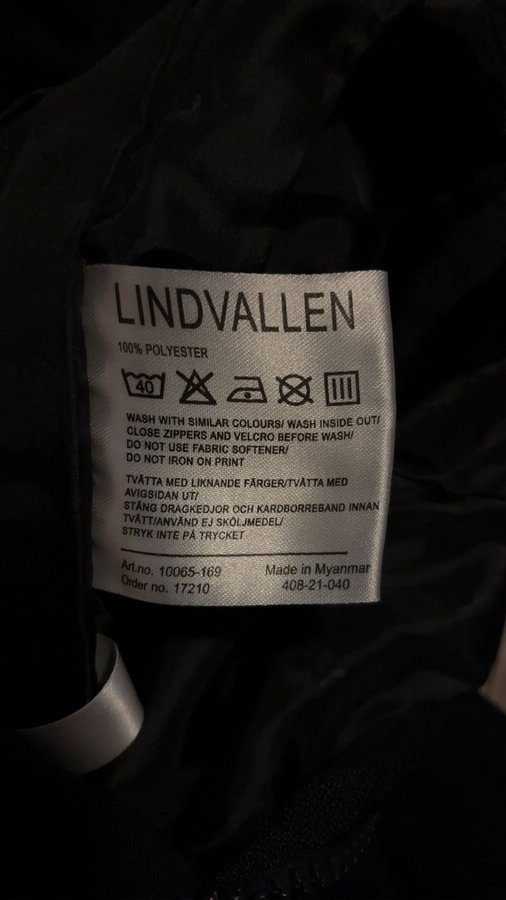 LINDVALLEN
100% POLYESTER
40
WASH WITH SIMILAR COLOURS/ WASH INSIDE OUT/
CLOSE ZIPPERS AND VELCRO BEFORE WASH/
DO NOT USE FABRIC SOFTENER/
DO NOT IRON ON PRINT
TVÄTTA MED LIKNANDE FÄRGER/TVÄTTA MED
AVIGSIDAN UT/
STÄNG DRAGKEDJOR OCH KARDBORREBAND INNAN
TVÄTT/ANVÄND EJ SKÖLJMEDEL/
STRYK INTE PÅ TRYCKET
Art.no. 10065-169 Made in Myanmar
Order no. 17210 408-21-040